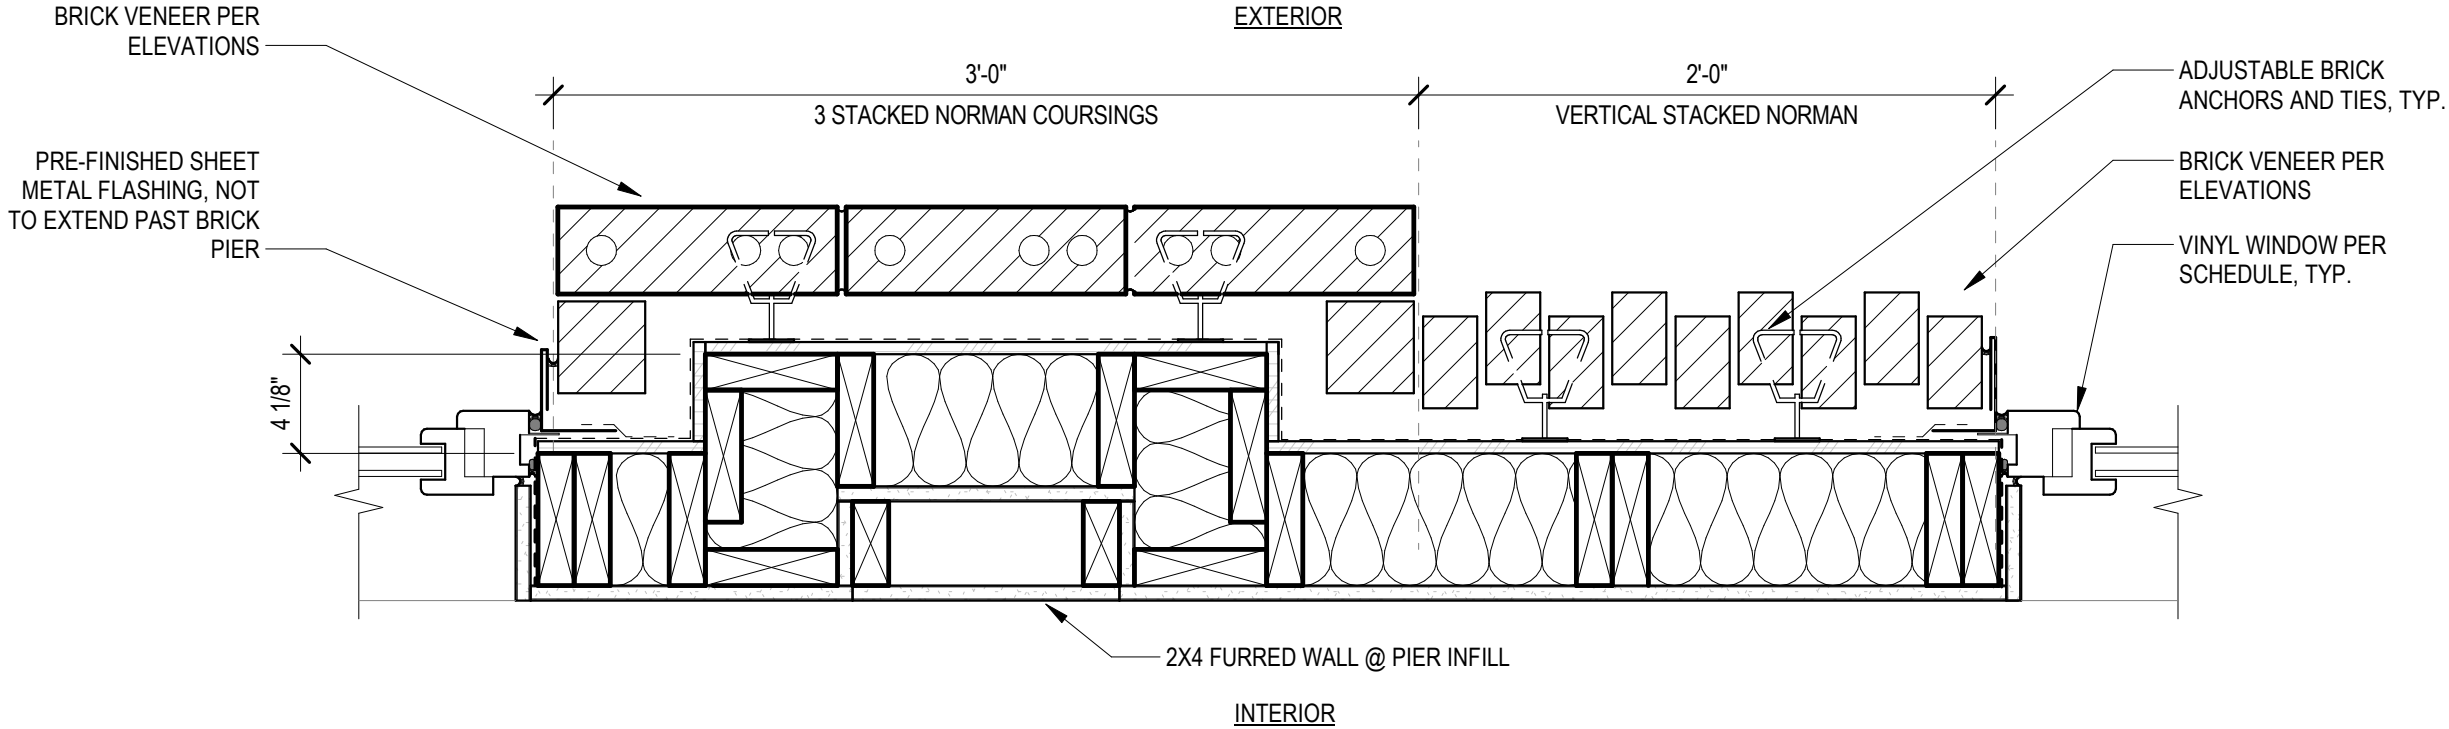 EXTERIOR
BRICK VENEER PER
ELEVATIONS
3'-0"
3 STACKED NORMAN COURSINGS
2'-0"
VERTICAL STACKED NORMAN
ADJUSTABLE BRICK
ANCHORS AND TIES, TYP.
PRE-FINISHED SHEET
METAL FLASHING, NOT
TO EXTEND PAST BRICK
PIER
BRICK VENEER PER
ELEVATIONS
VINYL WINDOW PER
SCHEDULE, TYP.
4 1/8"
2X4 FURRED WALL @ PIER INFILL
INTERIOR